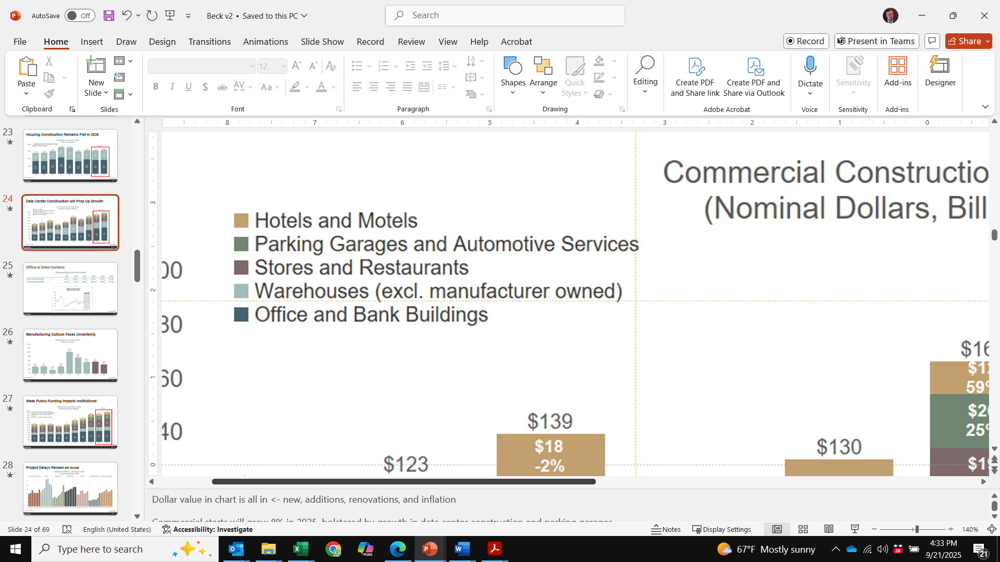 AutoSave Off Beck v2 • Saved to this PC Search
File Home Insert Draw Design Transitions Animations Slide Show Record Review View Help Acrobat Record Present in Teams Share
Paste
New Slide
12
Shapes Arrange Quick Styles
Editing
Create PDF and Share link
Create PDF and Share via Outlook
Dictate
Sensitivity
Add-ins
Designer
Clipboard Slides Font Paragraph Drawing Adobe Acrobat Voice Sensitivity Add-ins
23
Housing Construction Remains Flat in 2025
24
Data Center Construction will Prop Up Growth
25
Office & Data Centers
26
Manufacturing Outlook Faces Uncertainty
27
Weak Public Funding Impacts Institutional
28
Project Delays Remain an Issue
8 7 6 5 4 3 2 1 0
3
2
1
0
Commercial Constructio
(Nominal Dollars, Bill
Hotels and Motels
Parking Garages and Automotive Services
Stores and Restaurants
Warehouses (excl. manufacturer owned)
Office and Bank Buildings
00
80
60
40
$123
$139
$18
-2%
$130
$16
$12
59%
$20
25%
$19
Dollar value in chart is all in <- new, additions, renovations, and inflation
Commercial starts will grow 8% in 2025, bolstered by growth in data center construction and parking garages
Slide 24 of 69 English (United States) Accessibility: Investigate Notes Display Settings 140%
Type here to search
M365
67°F Mostly sunny
20
4:33 PM
9/21/2025
21